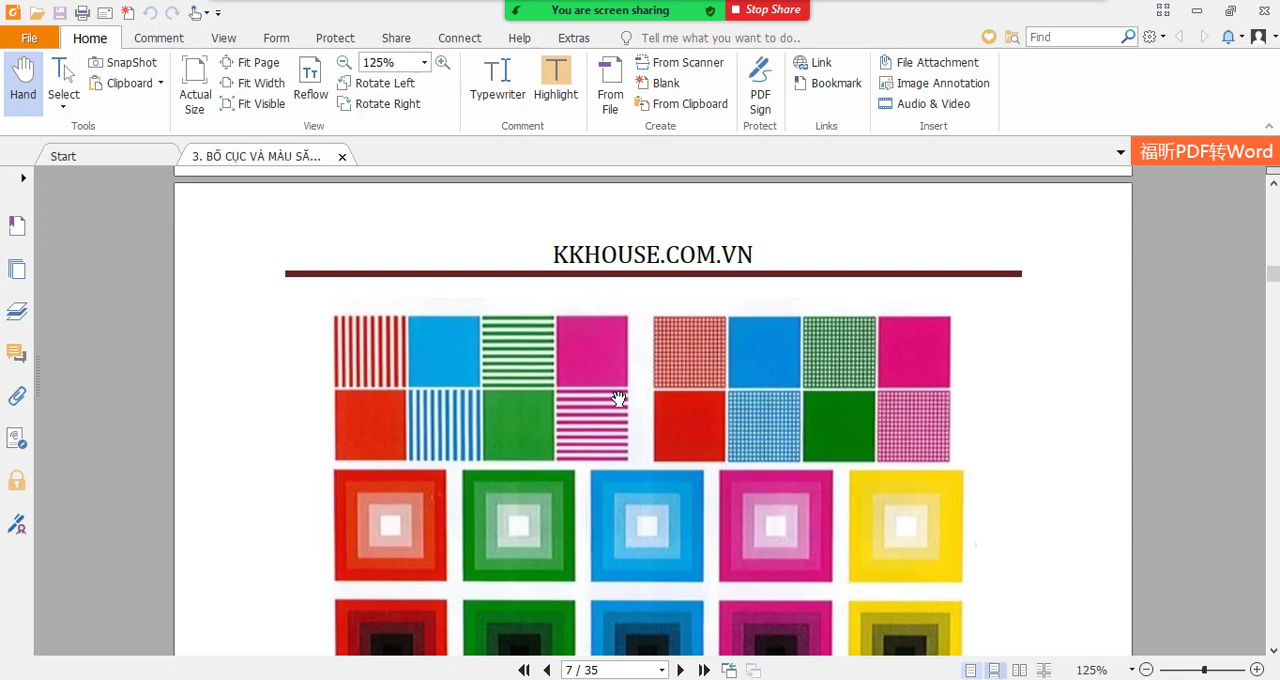 You are screen sharing
Stop Share
File
Home
Comment
View
Form
Protect
Share
Connect
Help
Extras
Tell me what you want to do..
Find
Hand
Select
SnapShot
Clipboard
Tools
Actual Size
Fit Page
Fit Width
Fit Visible
Reflow
125%
Rotate Left
Rotate Right
View
Typewriter
Highlight
Comment
From File
From Scanner
Blank
From Clipboard
Create
PDF Sign
Protect
Link
Bookmark
Links
File Attachment
Image Annotation
Audio & Video
Insert
Start
3. BỐ CỤC VÀ MÀU SẮ...
福昕PDF转Word
KKHOUSE.COM.VN
7 / 35
125%